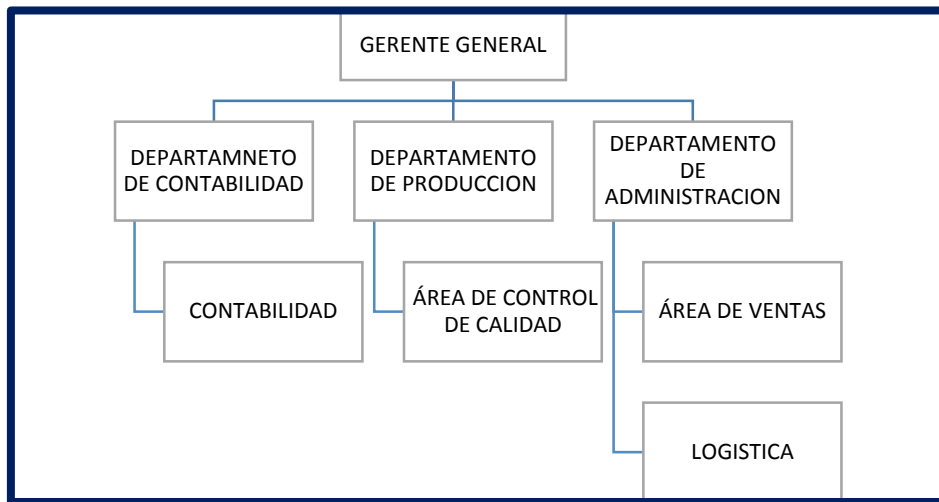 GERENTE GENERAL
DEPARTAMNETO
DE CONTABILIDAD
DEPARTAMENTO
DE PRODUCCION
DEPARTAMENTO
DE
ADMINISTRACION
CONTABILIDAD
ÁREA DE CONTROL
DE CALIDAD
ÁREA DE VENTAS
LOGISTICA